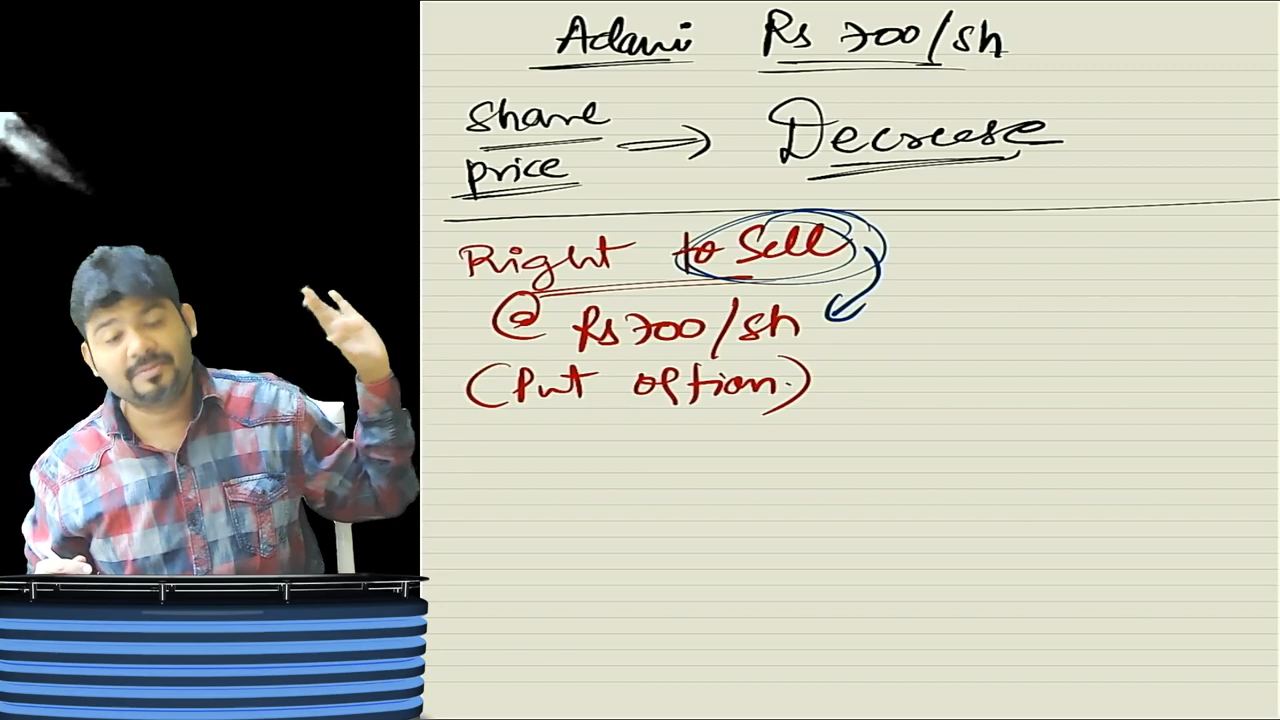 Adani Rs 700/sh
Share price => Decrease
Right to Sell
@ Rs 700/sh
(Put option.)